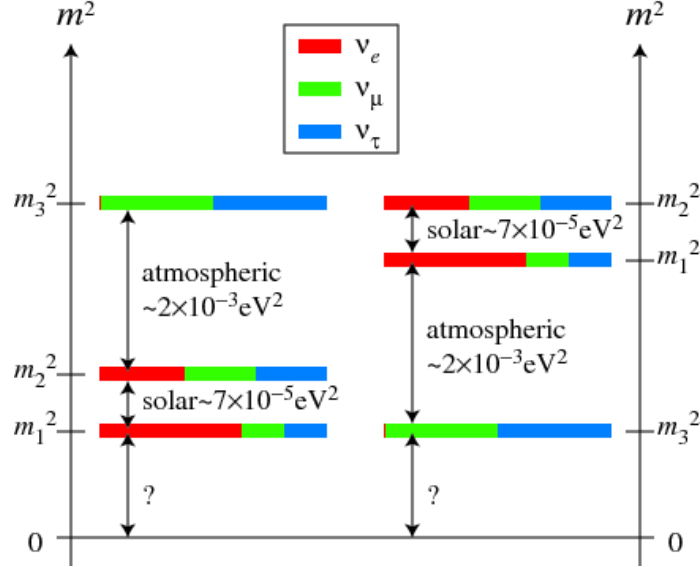 m²
m²
ν_e
ν_μ
ν_τ
m₃²
m₂²
solar~7×10⁻⁵eV²
m₁²
atmospheric
~2×10⁻³eV²
atmospheric
~2×10⁻³eV²
m₂²
solar~7×10⁻⁵eV²
m₁²
m₃²
?
?
0
0